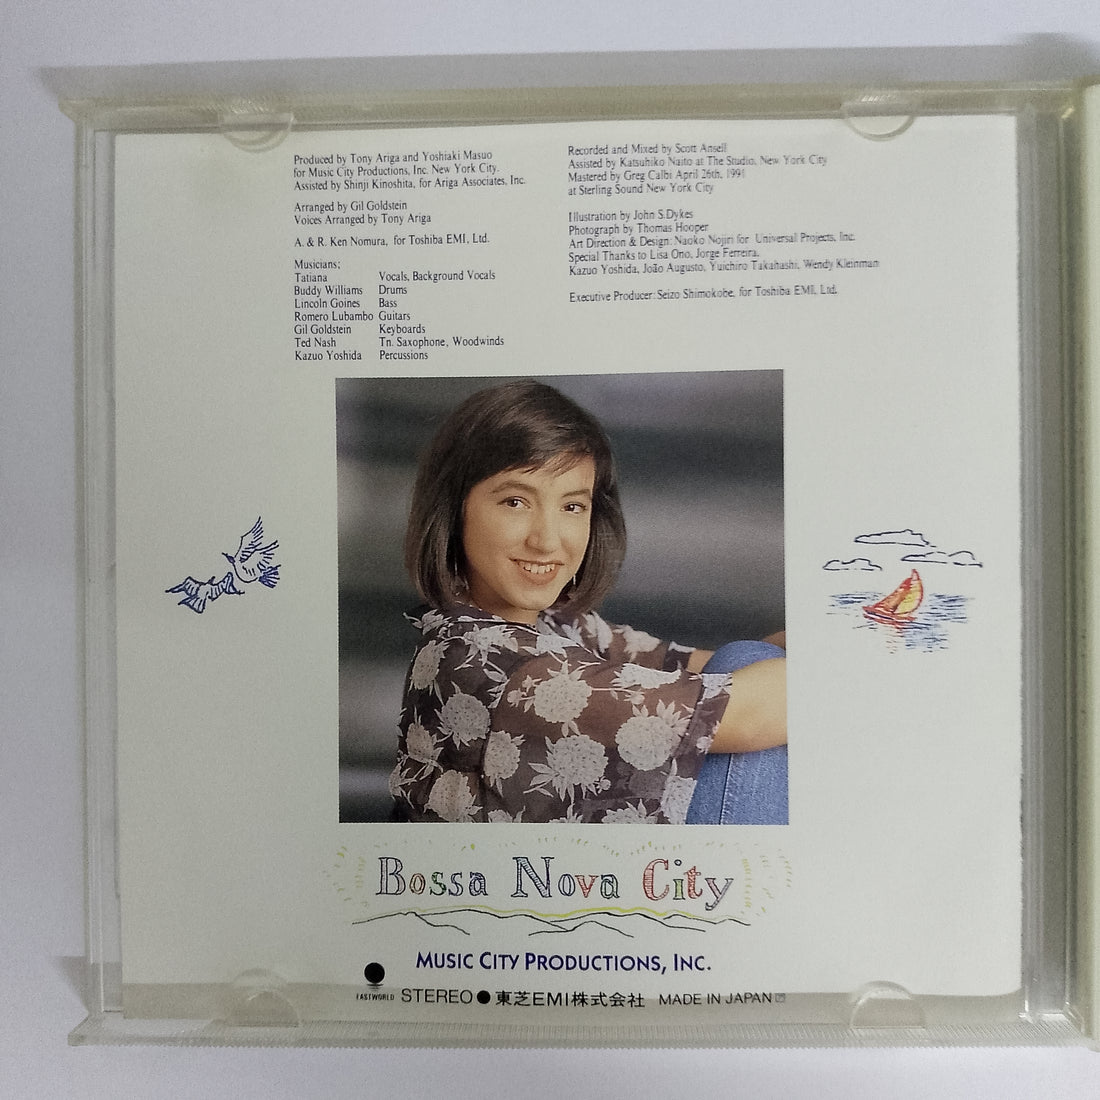 Produced by Tony Ariga and Yoshiaki Masuo
for Music City Productions, Inc. New York City.
Assisted by Shinji Kinoshita, for Ariga Associates, Inc.
Arranged by Gil Goldstein
Voices Arranged by Tony Ariga
A. & R. Ken Nomura, for Toshiba EMI, Ltd.
Musicians;
Tatiana Vocals, Background Vocals
Buddy Williams Drums
Lincoln Goines Bass
Romero Lubambo Guitars
Gil Goldstein Keyboards
Ted Nash Tn. Saxophone, Woodwinds
Kazuo Yoshida Percussions
Recorded and Mixed by Scott Ansell
Assisted by Katsuhiko Naito at The Studio, New York City
Mastered by Greg Calbi April 26th, 1991
at Sterling Sound New York City
Illustration by John S.Dykes
Photograph by Thomas Hooper
Art Direction & Design: Naoko Nojiri for Universal Projects, Inc.
Special Thanks to Lisa Ono, Jorge Ferreira,
Kazuo Yoshida, João Augusto, Yuichiro Takahashi, Wendy Kleinman
Executive Producer: Seizo Shimokobe, for Toshiba EMI, Ltd.
Bossa Nova City
MUSIC CITY PRODUCTIONS, INC.
EASTWORLD STEREO ● 東芝EMI株式会社 MADE IN JAPAN